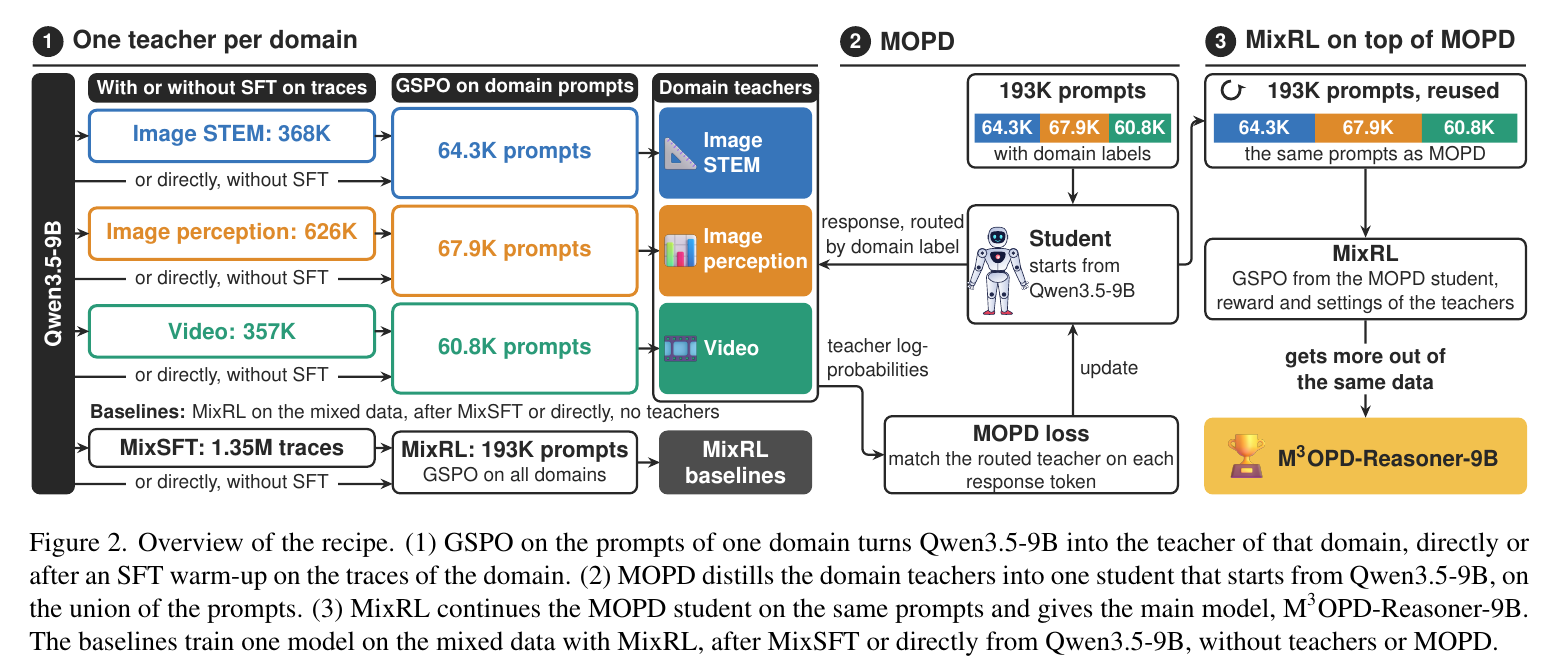 1 One teacher per domain
With or without SFT on traces
GSPO on domain prompts
Domain teachers
Qwen3.5-9B
Image STEM: 368K
64.3K prompts
Image
STEM
or directly, without SFT
Image perception: 626K
67.9K prompts
Image
perception
or directly, without SFT
Video: 357K
60.8K prompts
Video
or directly, without SFT
Baselines: MixRL on the mixed data, after MixSFT or directly, no teachers
MixSFT: 1.35M traces
MixRL: 193K prompts
GSPO on all domains
MixRL
baselines
or directly, without SFT
2 MOPD
193K prompts
64.3K 67.9K 60.8K
with domain labels
response, routed
by domain label
Student
starts from
Qwen3.5-9B
teacher log-
probabilities
update
MOPD loss
match the routed teacher on each
response token
3 MixRL on top of MOPD
193K prompts, reused
64.3K 67.9K 60.8K
the same prompts as MOPD
MixRL
GSPO from the MOPD student,
reward and settings of the teachers
gets more out of
the same data
M³OPD-Reasoner-9B
Figure 2. Overview of the recipe. (1) GSPO on the prompts of one domain turns Qwen3.5-9B into the teacher of that domain, directly or
after an SFT warm-up on the traces of the domain. (2) MOPD distills the domain teachers into one student that starts from Qwen3.5-9B, on
the union of the prompts. (3) MixRL continues the MOPD student on the same prompts and gives the main model, M³OPD-Reasoner-9B.
The baselines train one model on the mixed data with MixRL, after MixSFT or directly from Qwen3.5-9B, without teachers or MOPD.